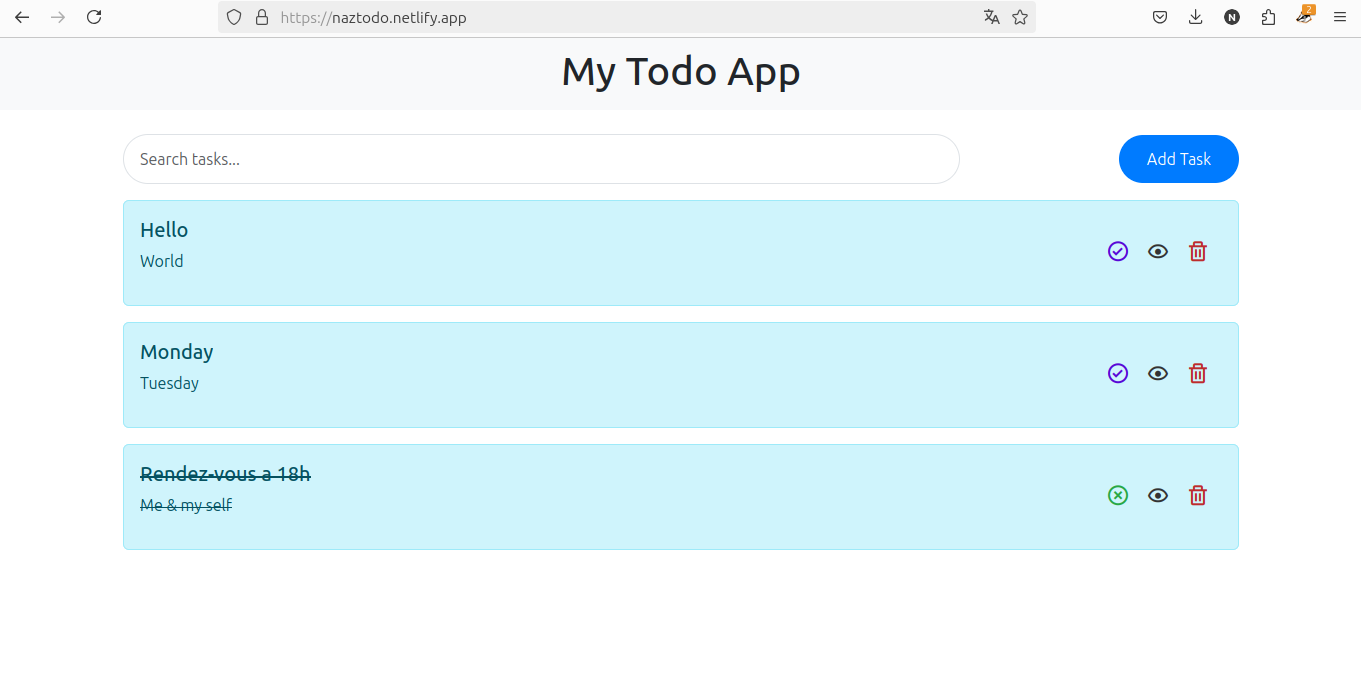 https://naztodo.netlify.app
N
2
My Todo App
Search tasks...
Add Task
Hello
World
Monday
Tuesday
Rendez-vous a 18h
Me & my self